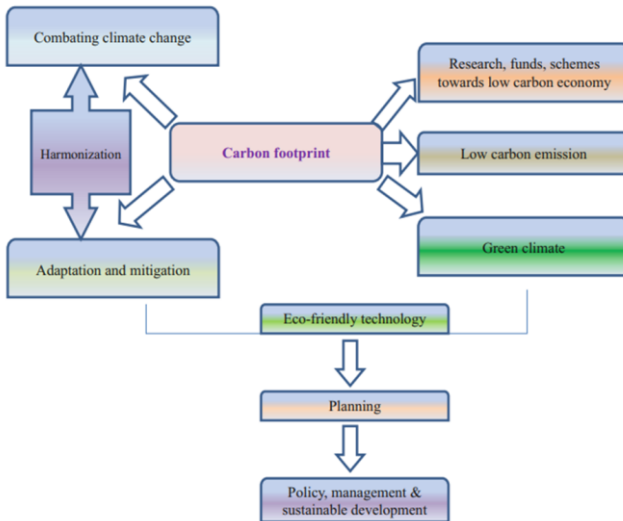 Combating climate change
Research, funds, schemes
towards low carbon economy
Harmonization
Carbon footprint
Low carbon emission
Adaptation and mitigation
Green climate
Eco-friendly technology
Planning
Policy, management &
sustainable development